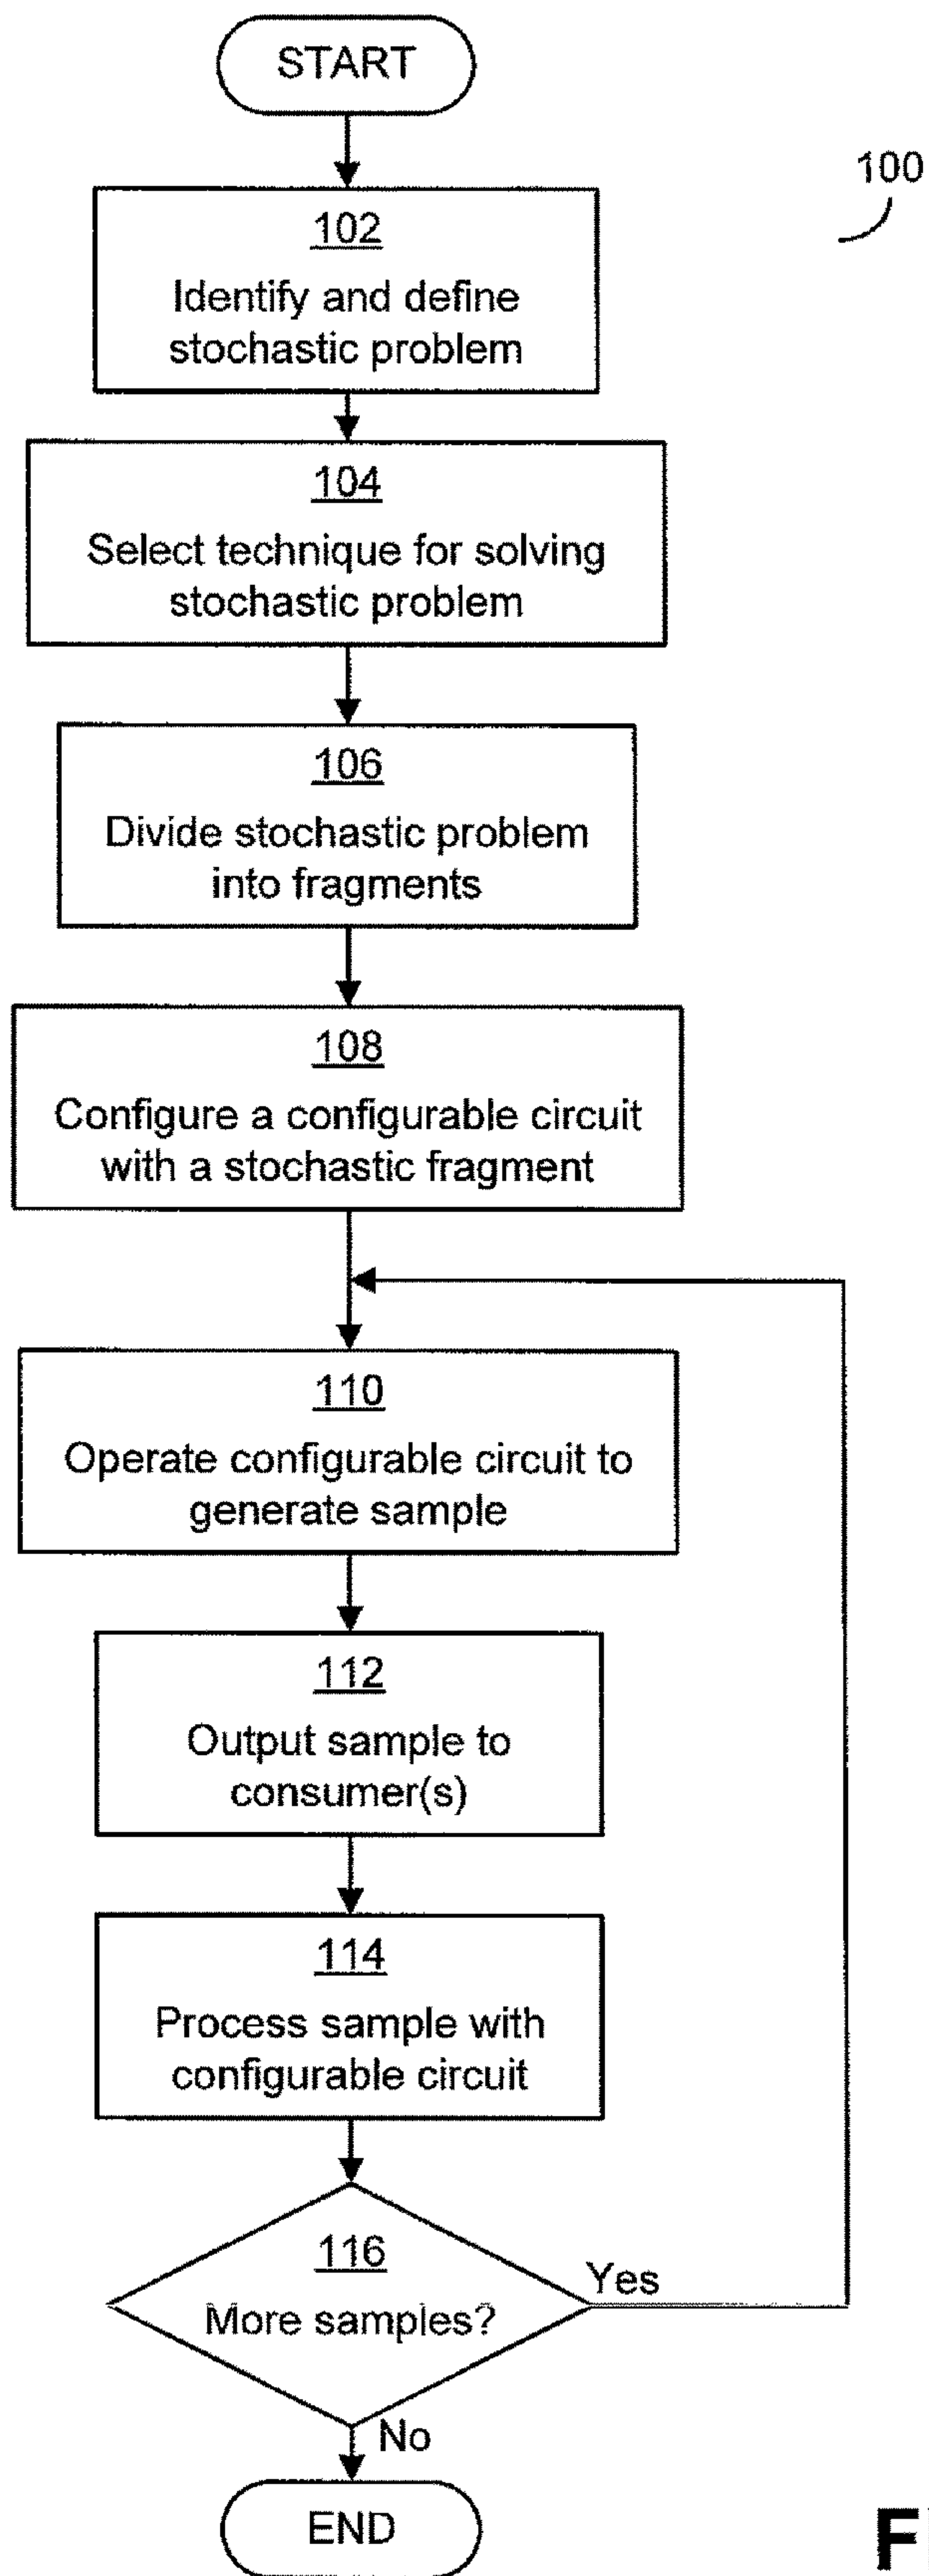 START
100
102
Identify and define
stochastic problem
104
Select technique for solving
stochastic problem
106
Divide stochastic problem
into fragments
108
Configure a configurable circuit
with a stochastic fragment
110
Operate configurable circuit to
generate sample
112
Output sample to
consumer(s)
114
Process sample with
configurable circuit
116
More samples?
Yes
No
END